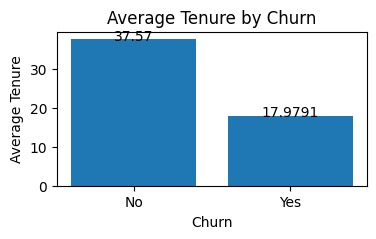 Average Tenure by Churn
37.57
17.9791
30
20
10
0
Average Tenure
No
Yes
Churn